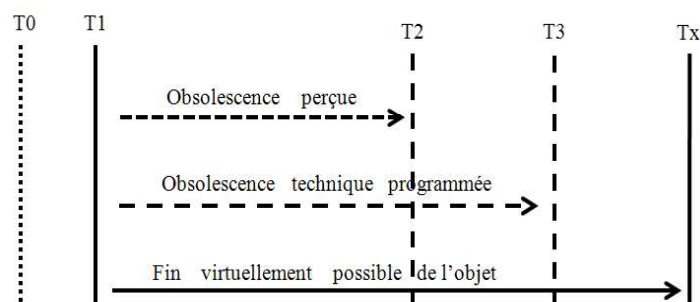 T0 T1 T2 T3 Tx
Obsolescence perçue
Obsolescence technique programmée
Fin virtuellement possible de l'objet